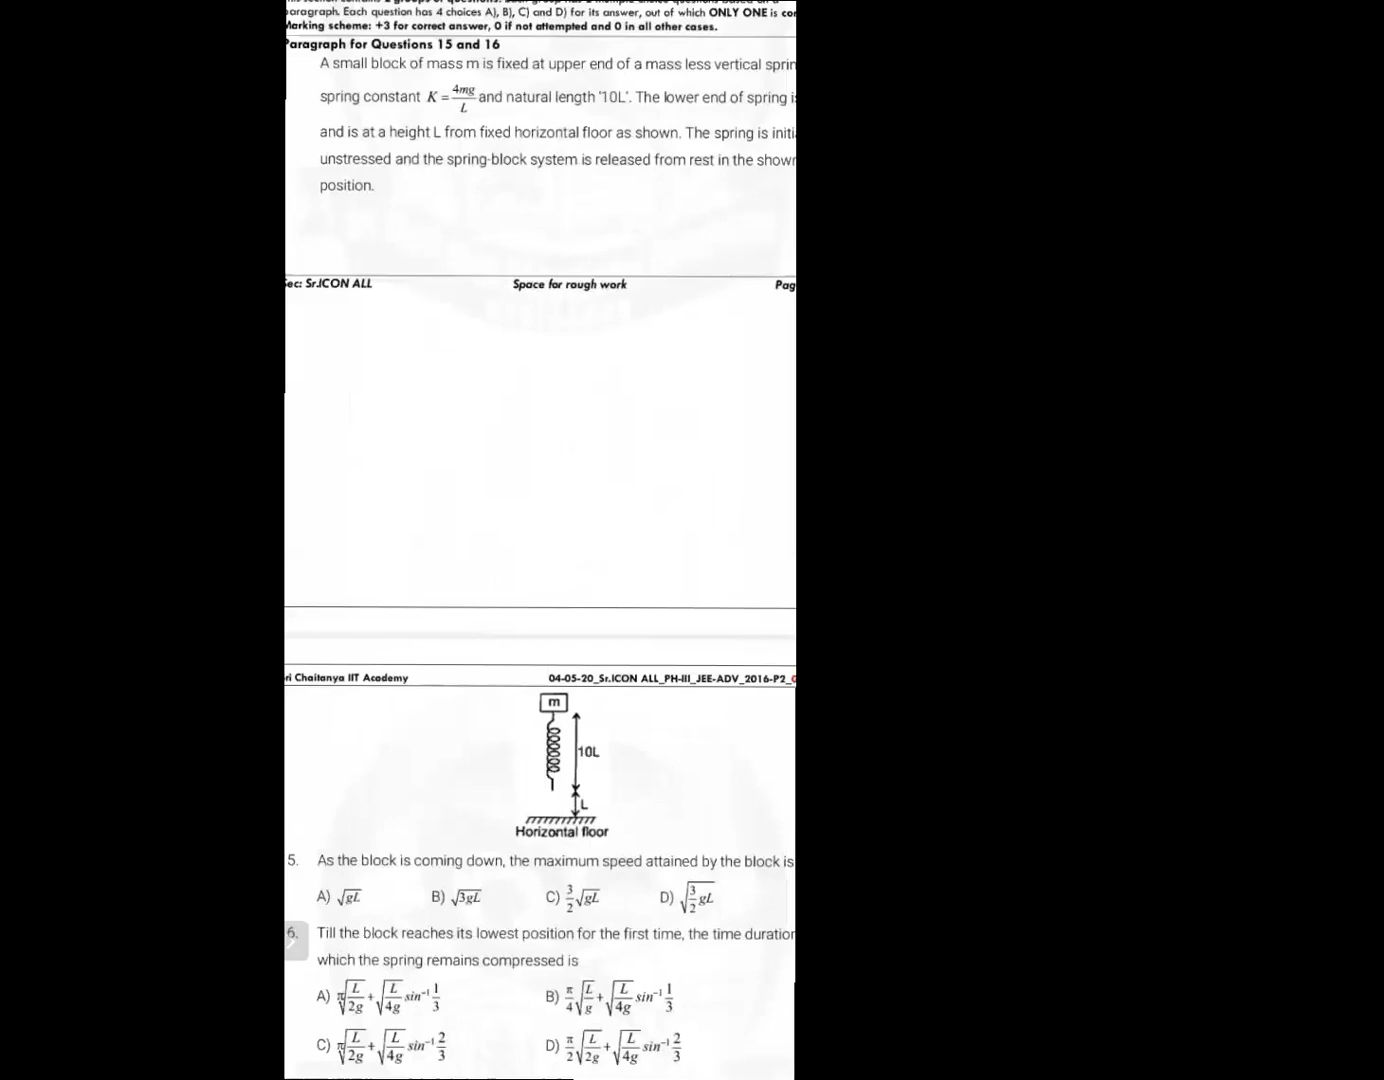 paragraph. Each question has 4 choices A), B), C) and D) for its answer, out of which ONLY ONE is cor
Marking scheme: +3 for correct answer, 0 if not attempted and 0 in all other cases.
Paragraph for Questions 15 and 16
A small block of mass m is fixed at upper end of a mass less vertical sprin
spring constant K = 4mg/L and natural length '10L'. The lower end of spring i
and is at a height L from fixed horizontal floor as shown. The spring is initi
unstressed and the spring-block system is released from rest in the shown
position.
Sec: Sr.ICON ALL Space for rough work Pag
ri Chaitanya IIT Academy 04-05-20_Sr.ICON ALL_PH-III_JEE-ADV_2016-P2_
m
10L
L
Horizontal floor
5. As the block is coming down, the maximum speed attained by the block is
A) √gL B) √3gL C) 3/2 √gL D) √(3/2 gL)
6. Till the block reaches its lowest position for the first time, the time duration
which the spring remains compressed is
A) π√(L/2g) + √(L/4g) sin⁻¹ 1/3 B) π/4 √(L/g) + √(L/4g) sin⁻¹ 1/3
C) π√(L/2g) + √(L/4g) sin⁻¹ 2/3 D) π/2 √(L/2g) + √(L/4g) sin⁻¹ 2/3